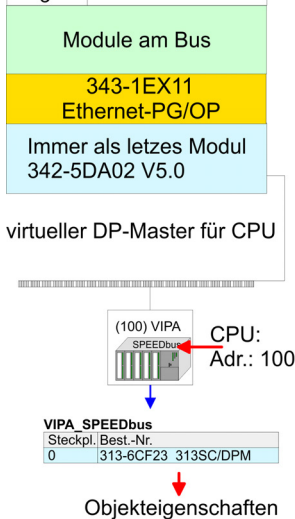 Module am Bus
343-1EX11
Ethernet-PG/OP
Immer als letzes Modul
342-5DA02 V5.0
virtueller DP-Master für CPU
(100) VIPA
SPEEDbus
CPU:
Adr.: 100
VIPA_SPEEDbus
Steckpl. Best.-Nr.
0 313-6CF23 313SC/DPM
Objekteigenschaften